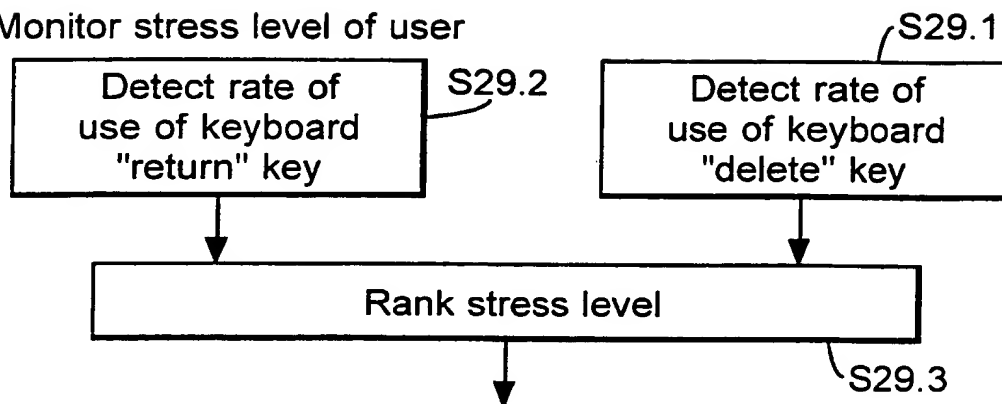 Monitor stress level of user
S29.1
Detect rate of
use of keyboard
"return" key
S29.2
Detect rate of
use of keyboard
"delete" key
Rank stress level
S29.3